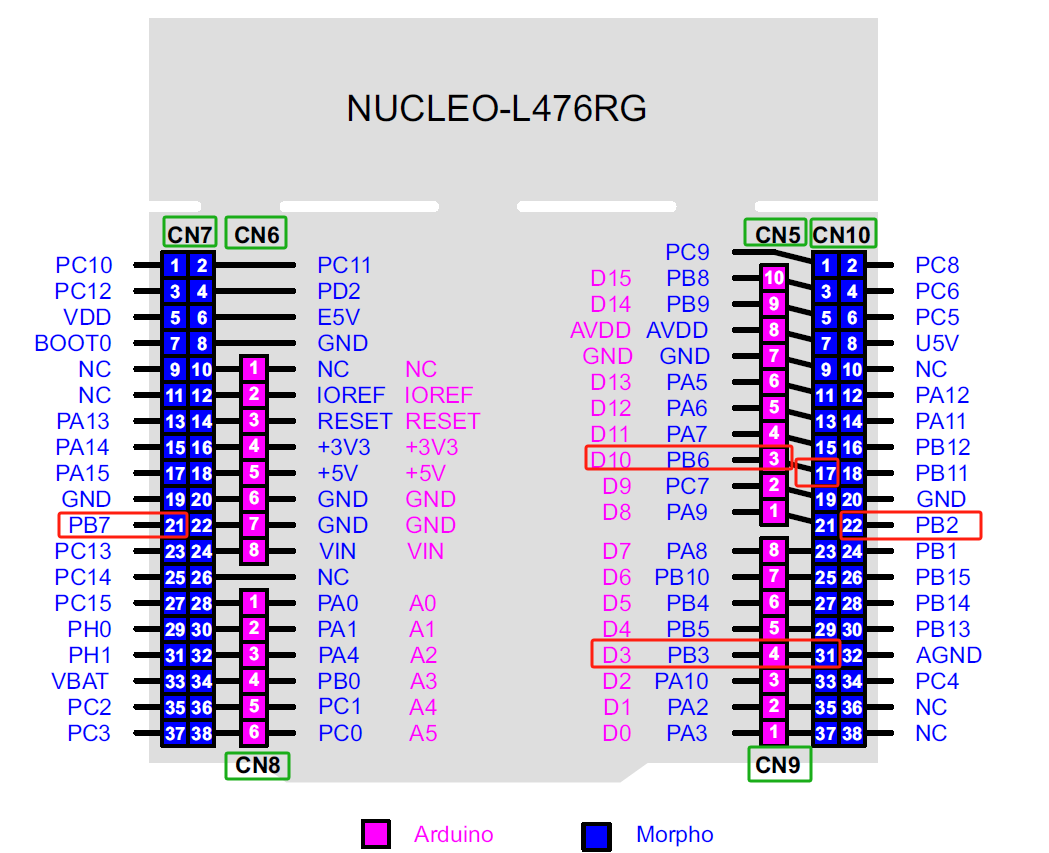 NUCLEO-L476RG
CN7 CN6 CN5 CN10
PC9
PC10 1 2 PC11 1 2 PC8
D15 PB8 10
PC12 3 4 PD2 3 4 PC6
D14 PB9 9
VDD 5 6 E5V 5 6 PC5
AVDD AVDD 8
BOOT0 7 8 GND 7 8 U5V
GND GND 7
NC 9 10 1 NC NC 9 10 NC
D13 PA5 6
NC 11 12 2 IOREF IOREF 11 12 PA12
D12 PA6 5
PA13 13 14 3 RESET RESET 13 14 PA11
D11 PA7 4
PA14 15 16 4 +3V3 +3V3 15 16 PB12
D10 PB6 3
PA15 17 18 5 +5V +5V 17 18 PB11
D9 PC7 2
GND 19 20 6 GND GND 19 20 GND
D8 PA9 1
PB7 21 22 7 GND GND 21 22 PB2
PC13 23 24 8 VIN VIN D7 PA8 8 23 24 PB1
PC14 25 26 NC D6 PB10 7 25 26 PB15
PC15 27 28 1 PA0 A0 D5 PB4 6 27 28 PB14
PH0 29 30 2 PA1 A1 D4 PB5 5 29 30 PB13
PH1 31 32 3 PA4 A2 D3 PB3 4 31 32 AGND
VBAT 33 34 4 PB0 A3 D2 PA10 3 33 34 PC4
PC2 35 36 5 PC1 A4 D1 PA2 2 35 36 NC
PC3 37 38 6 PC0 A5 D0 PA3 1 37 38 NC
CN8 CN9
Arduino Morpho